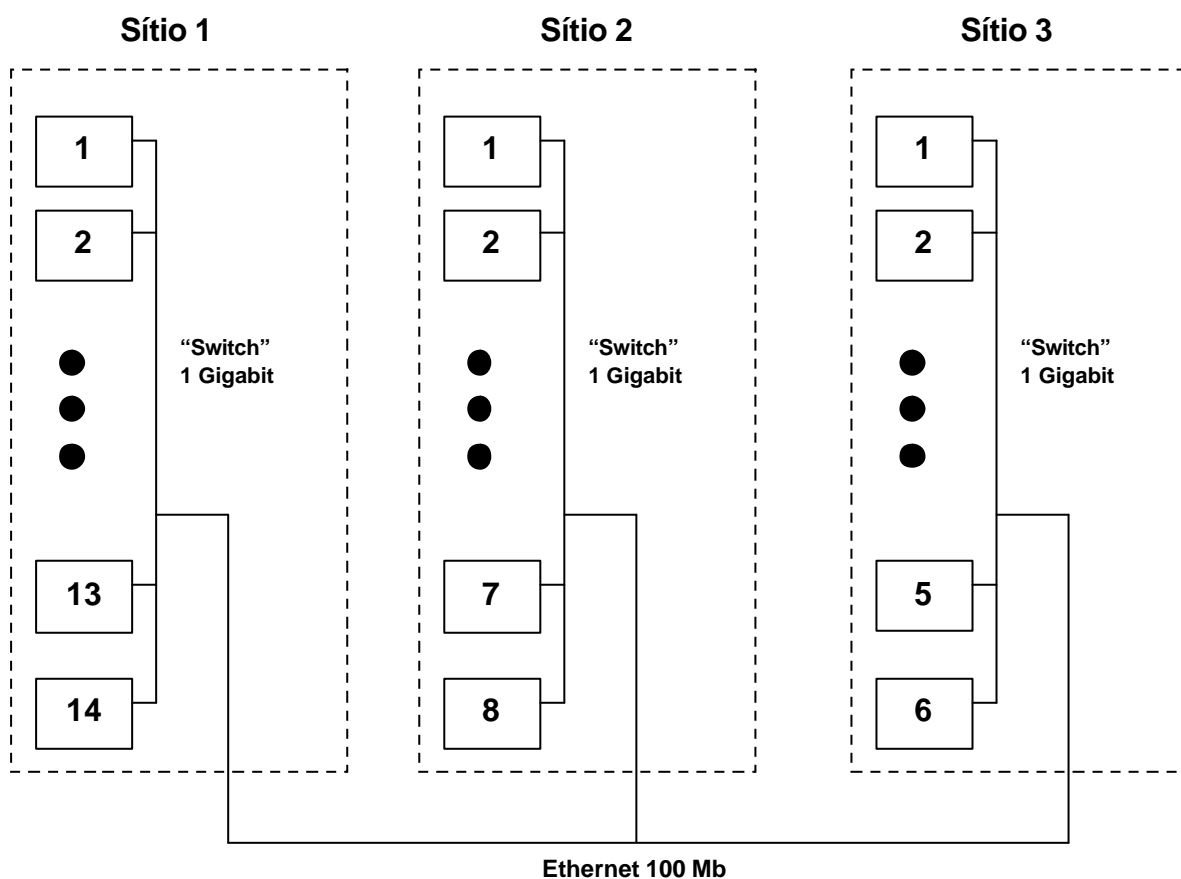 Sítio 1
Sítio 2
Sítio 3
1
2
“Switch”
1 Gigabit
13
14
1
2
“Switch”
1 Gigabit
7
8
1
2
“Switch”
1 Gigabit
5
6
Ethernet 100 Mb